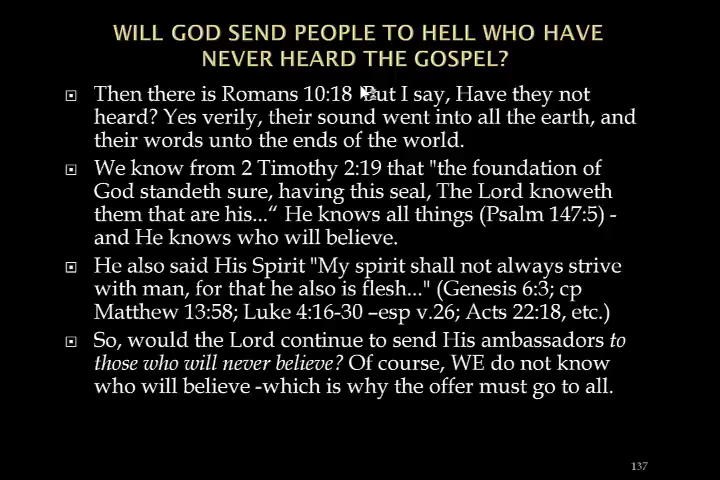 WILL GOD SEND PEOPLE TO HELL WHO HAVE
NEVER HEARD THE GOSPEL?
Then there is Romans 10:18 But I say, Have they not
heard? Yes verily, their sound went into all the earth, and
their words unto the ends of the world.
We know from 2 Timothy 2:19 that "the foundation of
God standeth sure, having this seal, The Lord knoweth
them that are his...“ He knows all things (Psalm 147:5) -
and He knows who will believe.
He also said His Spirit "My spirit shall not always strive
with man, for that he also is flesh..." (Genesis 6:3; cp
Matthew 13:58; Luke 4:16-30 –esp v.26; Acts 22:18, etc.)
So, would the Lord continue to send His ambassadors to
those who will never believe? Of course, WE do not know
who will believe -which is why the offer must go to all.
137